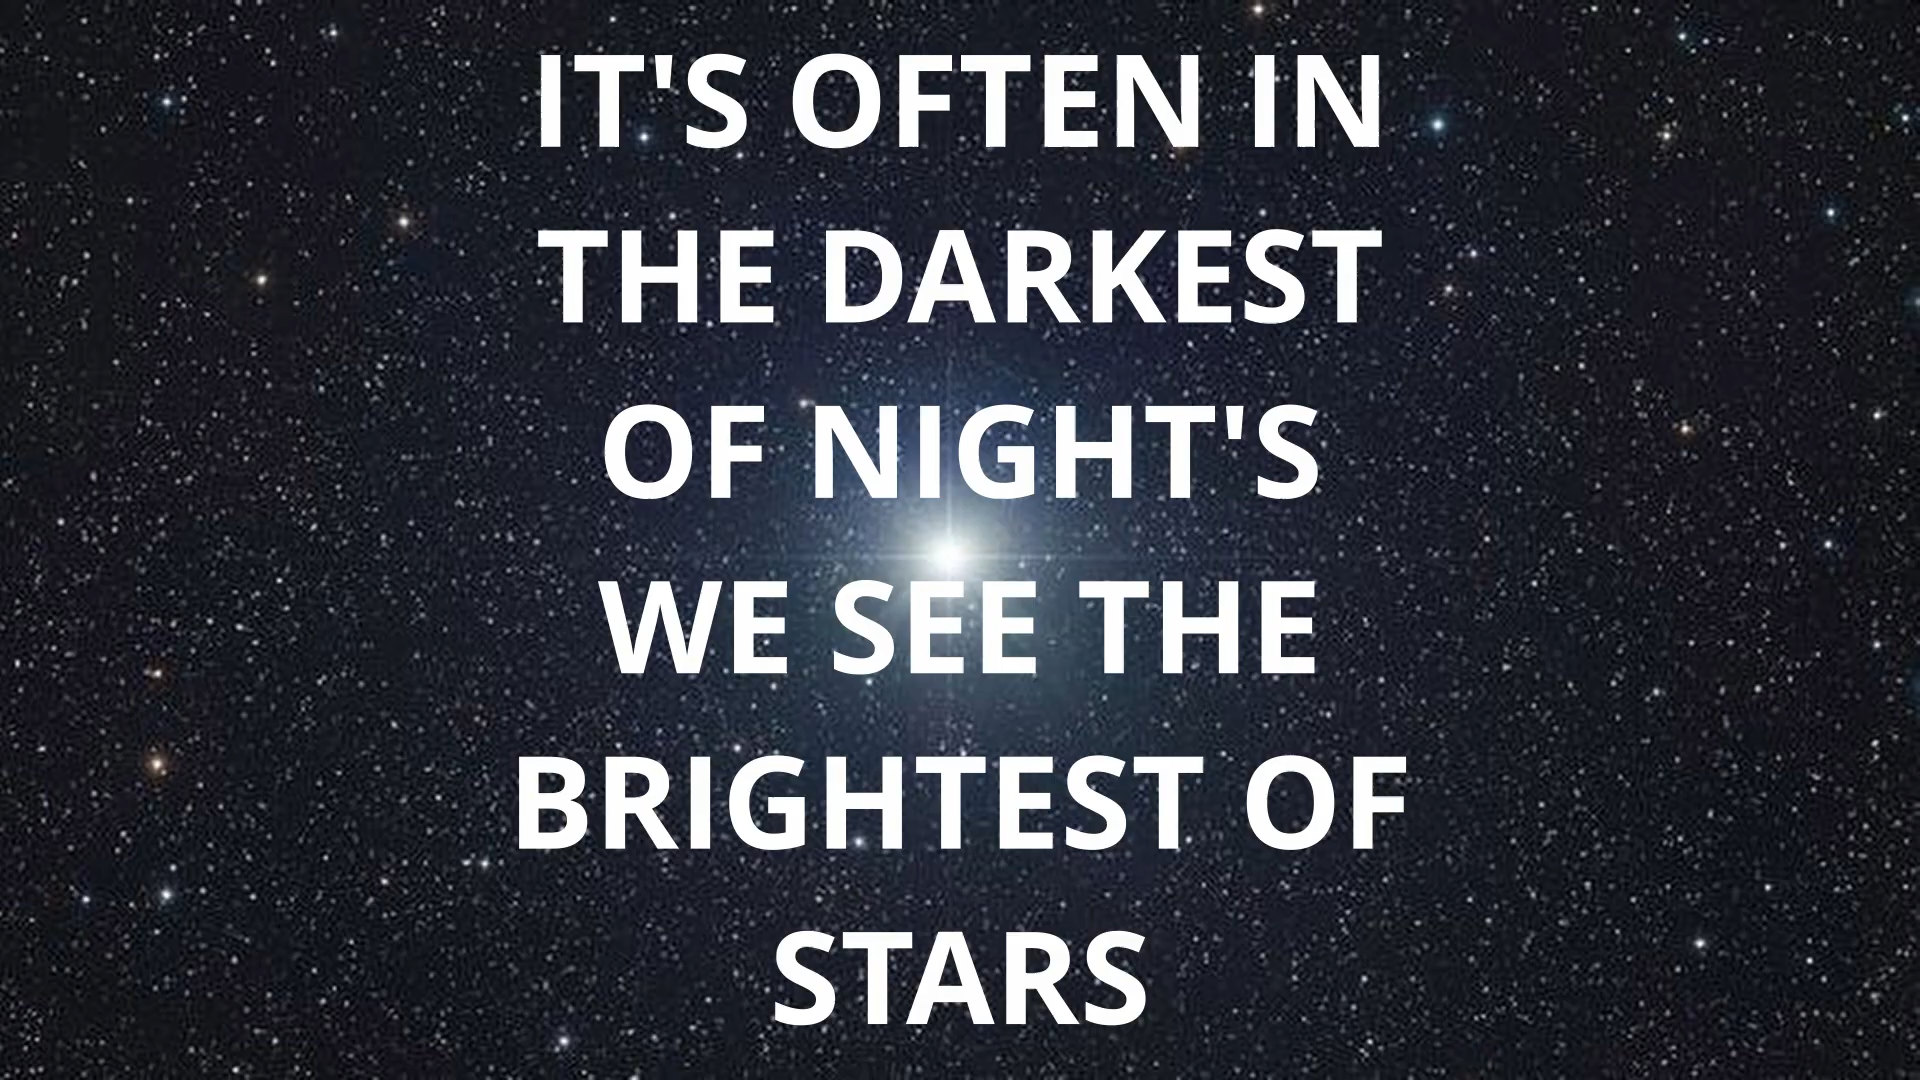 IT'S OFTEN IN
THE DARKEST
OF NIGHT'S
WE SEE THE
BRIGHTEST OF
STARS